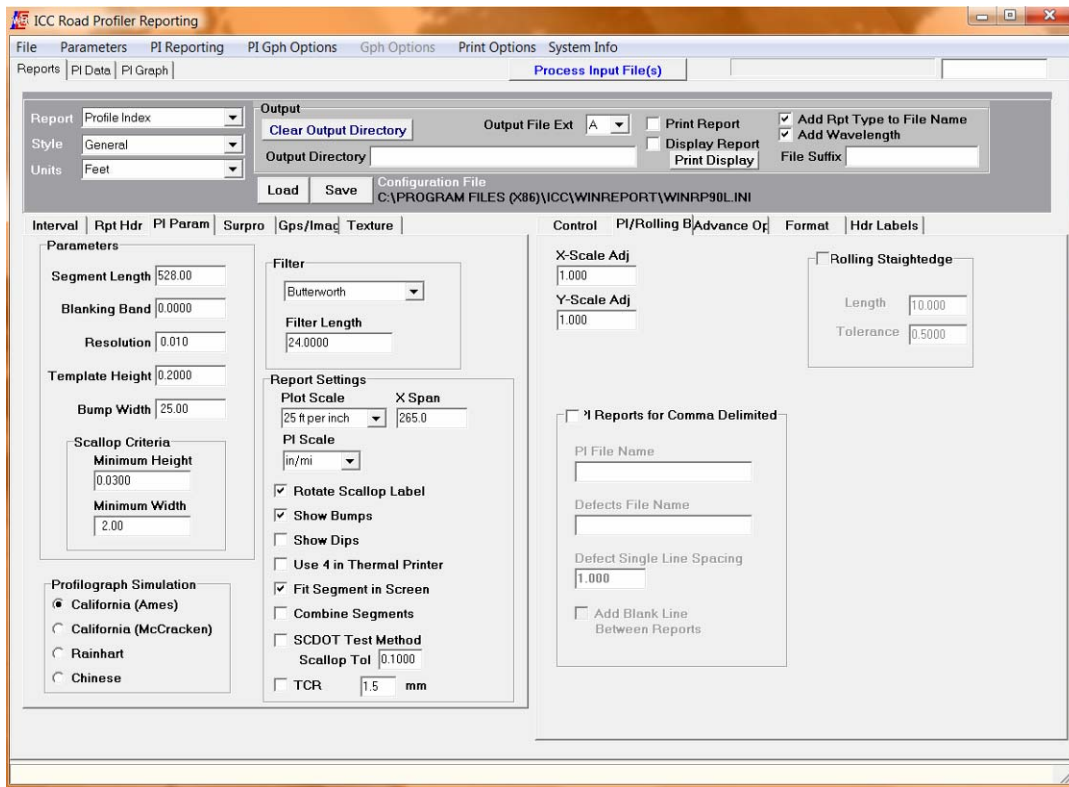 ICC Road Profiler Reporting
File Parameters PI Reporting PI Gph Options Gph Options Print Options System Info
Reports PI Data PI Graph Process Input File(s)
Report Profile Index
Style General
Units Feet
Output
Clear Output Directory Output File Ext A Print Report Add Rpt Type to File Name
Display Report Add Wavelength
Output Directory Print Display File Suffix
Load Save Configuration File
C:\PROGRAM FILES (X86)\ICC\WINREPORT\WINRP90L.INI
Interval Rpt Hdr PI Param Surpro Gps/Imag Texture
Parameters
Segment Length 528.00
Blanking Band 0.0000
Resolution 0.010
Template Height 0.2000
Bump Width 25.00
Scallop Criteria
Minimum Height
0.0300
Minimum Width
2.00
Profilograph Simulation
California (Ames)
California (McCracken)
Rainhart
Chinese
Filter
Butterworth
Filter Length
24.0000
Report Settings
Plot Scale X Span
25 ft per inch 265.0
PI Scale
in/mi
Rotate Scallop Label
Show Bumps
Show Dips
Use 4 in Thermal Printer
Fit Segment in Screen
Combine Segments
SCDOT Test Method
Scallop Tol 0.1000
TCR 1.5 mm
Control PI/Rolling B Advance Op Format Hdr Labels
X-Scale Adj
1.000
Y-Scale Adj
1.000
Rolling Staightedge
Length 10.000
Tolerance 0.5000
PI Reports for Comma Delimited
PI File Name
Defects File Name
Defect Single Line Spacing
1.000
Add Blank Line
Between Reports